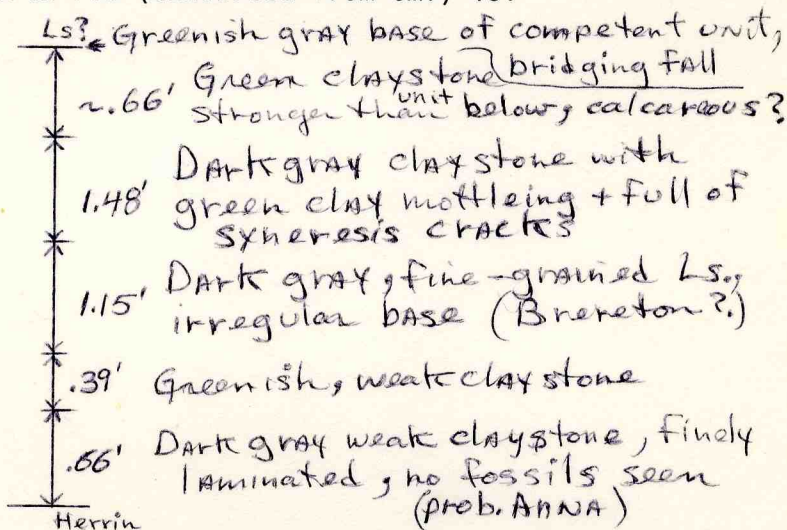 Ls? Greenish gray base of competent unit,
~.66' Green claystone bridging fall
stronger than unit below, calcareous?
Dark gray claystone with
1.48' green clay mottleing + full of
syneresis cracks
Dark gray, fine-grained Ls.,
1.15' irregular base (Brereton?.)
.39' Greenish, weak claystone
.66' Dark gray weak claystone, finely
laminated, no fossils seen
(prob. Anna)
Herrin